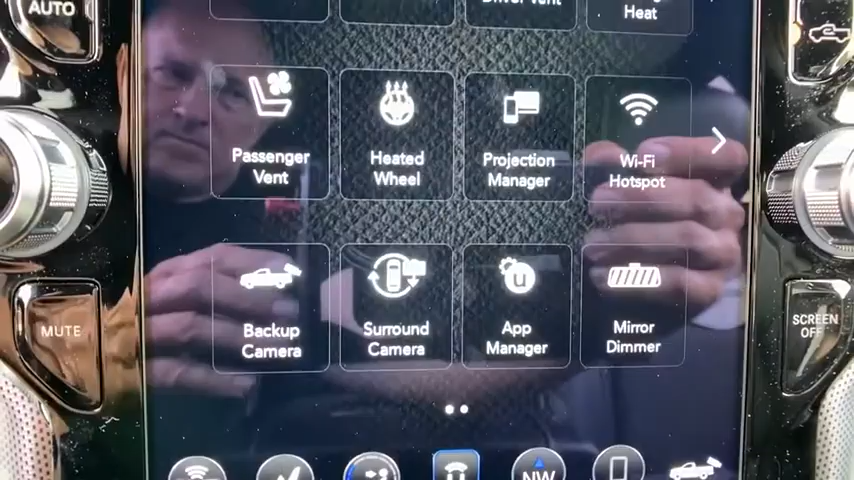 AUTO
Driver Vent
Heat
Passenger
Vent
Heated
Wheel
Projection
Manager
Wi-Fi
Hotspot
MUTE
Backup
Camera
Surround
Camera
u
App
Manager
Mirror
Dimmer
SCREEN
OFF
NW